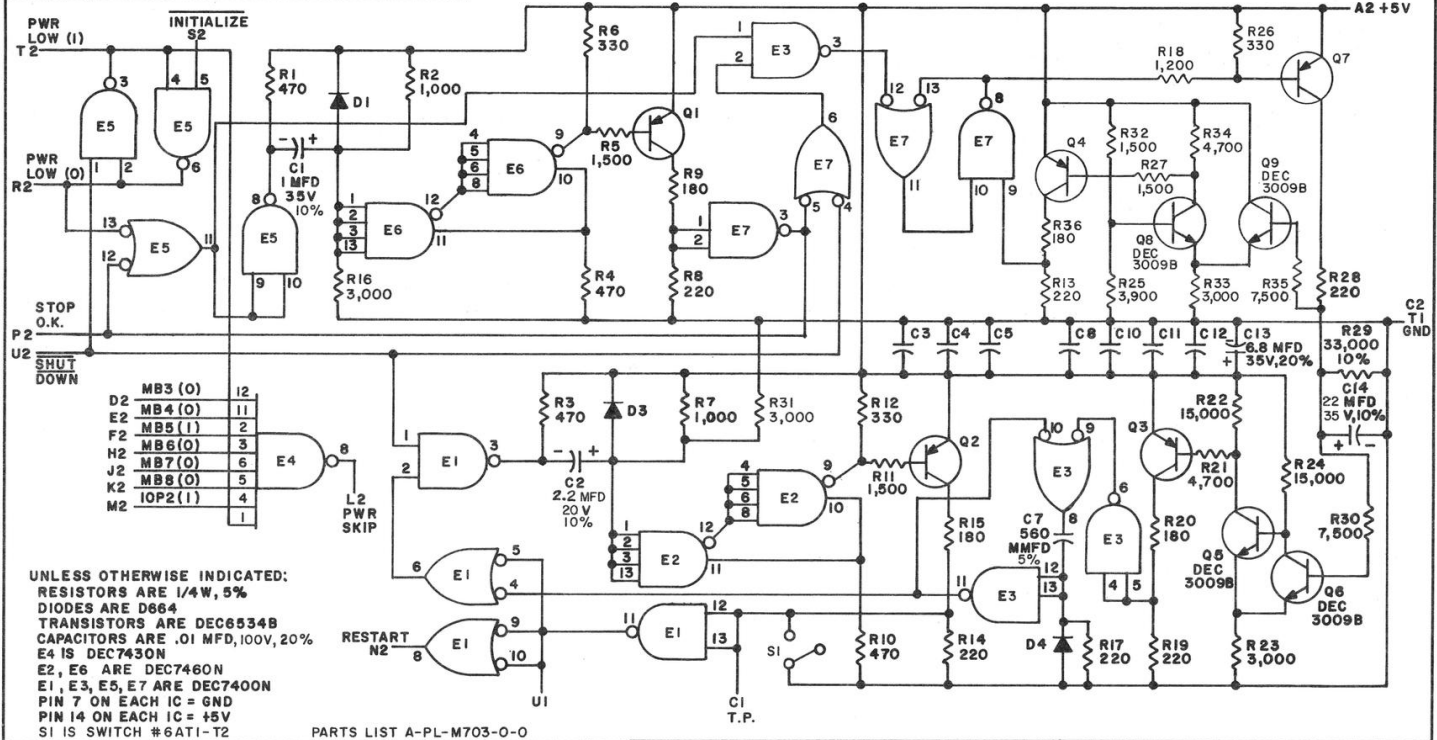 PWR
LOW (1)
T2
INITIALIZE
S2
A2 +5V
3
4
5
E5
E5
1
2
6
PWR
LOW (0)
R2
13
12
E5
11
R1
470
D1
R2
1,000
C1
1 MFD
35V
10%
8
E5
9
10
1
2
3
13
E6
12
11
R16
3,000
4
5
6
8
E6
9
10
R6
330
R5
1,500
Q1
R9
180
R4
470
R8
220
1
2
E7
3
1
2
E3
3
6
E7
5
4
12
13
E7
11
8
E7
10
9
R18
1,200
R26
330
Q7
Q4
R32
1,500
R34
4,700
R27
1,500
Q9
DEC
3009B
Q8
DEC
3009B
R36
180
R13
220
R25
3,900
R33
3,000
R35
7,500
R28
220
STOP
O.K.
P2
U2
SHUT
DOWN
C2
T1
GND
C3
C4
C5
C8
C10
C11
C12
C13
6.8 MFD
35V,20%
R29
33,000
10%
C14
22
MFD
35 V,10%
+
-
D2 MB3 (0) 12
E2 MB4(0) 11
F2 MB5(1) 2
H2 MB6(0) 3
J2 MB7(0) 6
K2 MB8(0) 5
M2 IOP2(1) 4
1
E4
8
L2
PWR
SKIP
1
2
E1
3
R3
470
D3
R7
1,000
R31
3,000
C2
2.2 MFD
20 V
10%
1
2
3
13
E2
12
11
4
5
6
8
E2
9
10
R12
330
R11
1,500
Q2
R15
180
R10
470
R14
220
10
9
E3
8
C7
560
MMFD
5%
6
E3
4
5
11
E3
12
13
D4
R17
220
Q3
R21
4,700
R22
15,000
R24
15,000
R20
180
R19
220
Q5
DEC
3009B
Q6
DEC
3009B
R23
3,000
R30
7,500
6
E1
5
4
RESTART
N2
8
E1
9
10
11
E1
12
13
S1
U1
C1
T.P.
UNLESS OTHERWISE INDICATED:
RESISTORS ARE 1/4W, 5%
DIODES ARE D664
TRANSISTORS ARE DEC6534B
CAPACITORS ARE .01 MFD,100V, 20%
E4 IS DEC7430N
E2, E6 ARE DEC7460N
E1, E3, E5, E7 ARE DEC7400N
PIN 7 ON EACH IC = GND
PIN 14 ON EACH IC = +5V
S1 IS SWITCH #6AT1-T2
PARTS LIST A-PL-M703-0-0